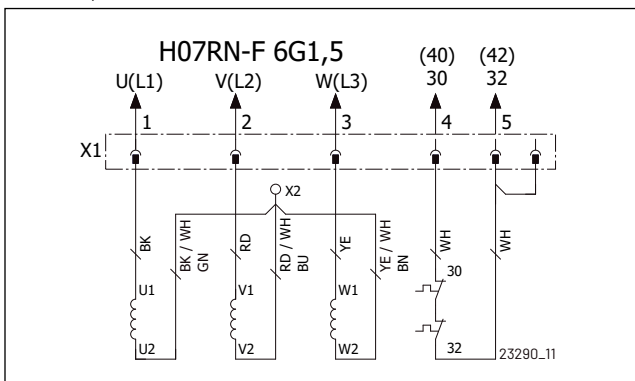 H07RN-F 6G1,5
(40) (42)
U(L1) V(L2) W(L3) 30 32
1 2 3 4 5
X1
X2
BK BK / WH GN RD RD / WH BU YE YE / WH BN WH WH
30
U1 V1 W1
U2 V2 W2 32
23290_11